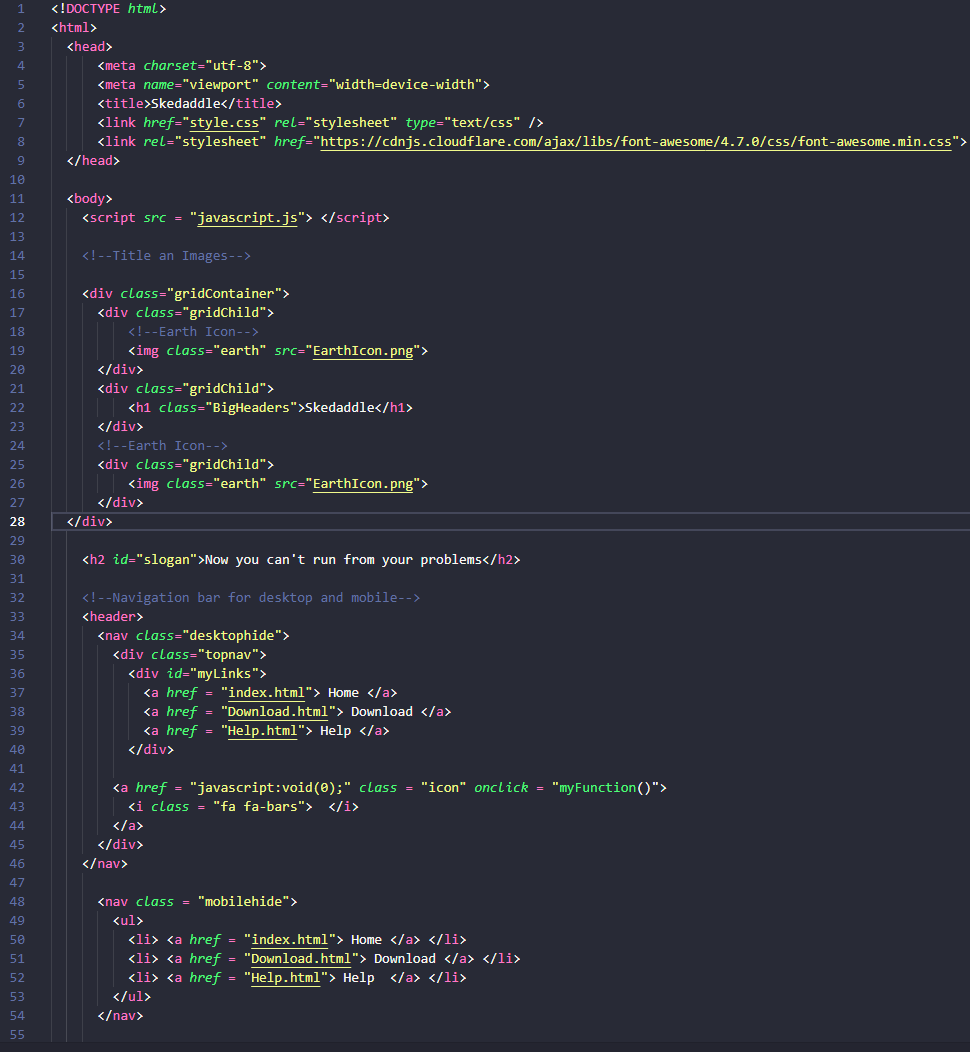 1 <!DOCTYPE html>
2 <html>
3 <head>
4 <meta charset="utf-8">
5 <meta name="viewport" content="width=device-width">
6 <title>Skedaddle</title>
7 <link href="style.css" rel="stylesheet" type="text/css" />
8 <link rel="stylesheet" href="https://cdnjs.cloudflare.com/ajax/libs/font-awesome/4.7.0/css/font-awesome.min.css">
9 </head>
10
11 <body>
12 <script src = "javascript.js"> </script>
13
14 <!--Title an Images-->
15
16 <div class="gridContainer">
17 <div class="gridChild">
18 <!--Earth Icon-->
19 <img class="earth" src="EarthIcon.png">
20 </div>
21 <div class="gridChild">
22 <h1 class="BigHeaders">Skedaddle</h1>
23 </div>
24 <!--Earth Icon-->
25 <div class="gridChild">
26 <img class="earth" src="EarthIcon.png">
27 </div>
28 </div>
29
30 <h2 id="slogan">Now you can't run from your problems</h2>
31
32 <!--Navigation bar for desktop and mobile-->
33 <header>
34 <nav class="desktophide">
35 <div class="topnav">
36 <div id="myLinks">
37 <a href = "index.html"> Home </a>
38 <a href = "Download.html"> Download </a>
39 <a href = "Help.html"> Help </a>
40 </div>
41
42 <a href = "javascript:void(0);" class = "icon" onclick = "myFunction()">
43 <i class = "fa fa-bars">  </i>
44 </a>
45 </div>
46 </nav>
47
48 <nav class = "mobilehide">
49 <ul>
50 <li> <a href = "index.html"> Home </a> </li>
51 <li> <a href = "Download.html"> Download </a> </li>
52 <li> <a href = "Help.html"> Help  </a> </li>
53 </ul>
54 </nav>
55